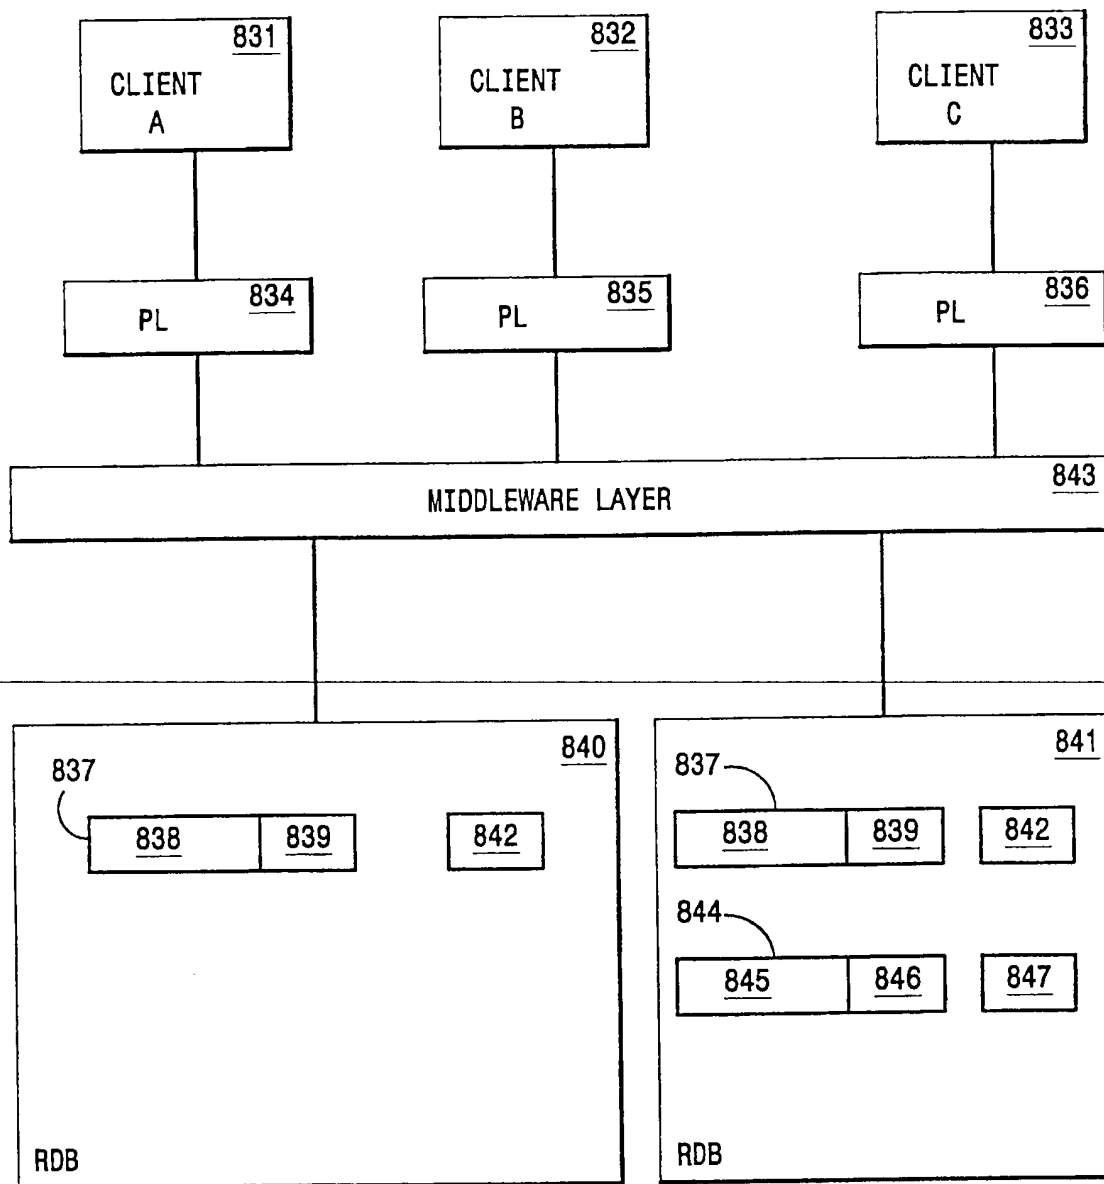 831
CLIENT
A
832
CLIENT
B
833
CLIENT
C
834
PL
835
PL
836
PL
843
MIDDLEWARE LAYER
840
837
838 839 842
RDB
841
837
838 839 842
844
845 846 847
RDB